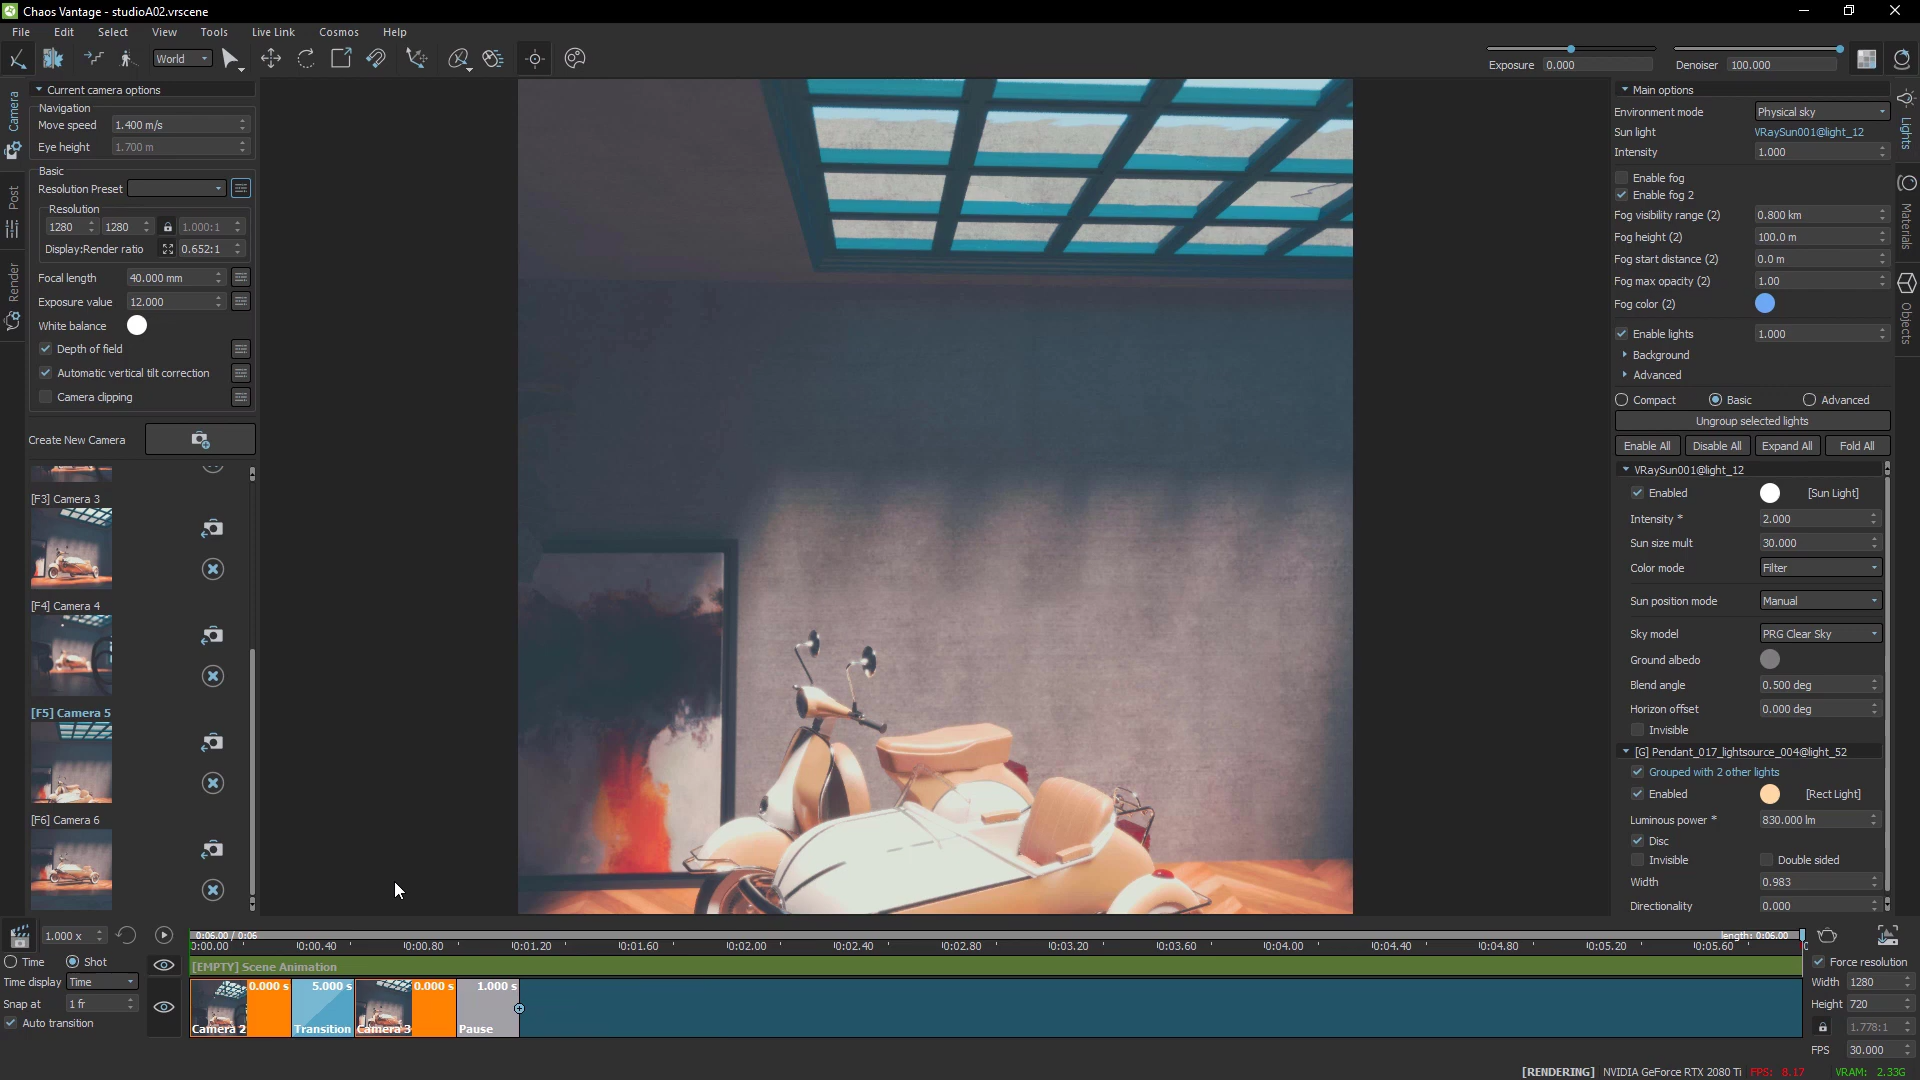 Chaos Vantage - studioA02.vrscene
File Edit Select View Tools Live Link Cosmos Help
World
Exposure 0.000
Denoiser 100.000
Camera
Post
Render
Current camera options
Navigation
Move speed 1.400 m/s
Eye height 1.700 m
Basic
Resolution Preset
Resolution
1280 1280 1.000:1
Display:Render ratio 0.652:1
Focal length 40.000 mm
Exposure value 12.000
White balance
Depth of field
Automatic vertical tilt correction
Camera clipping
Create New Camera
[F3] Camera 3
[F4] Camera 4
[F5] Camera 5
[F6] Camera 6
Main options
Environment mode Physical sky
Sun light VRaySun001@light_12
Intensity 1.000
Enable fog
Enable fog 2
Fog visibility range (2) 0.800 km
Fog height (2) 100.0 m
Fog start distance (2) 0.0 m
Fog max opacity (2) 1.00
Fog color (2)
Enable lights 1.000
Background
Advanced
Compact Basic Advanced
Ungroup selected lights
Enable All Disable All Expand All Fold All
VRaySun001@light_12
Enabled [Sun Light]
Intensity * 2.000
Sun size mult 30.000
Color mode Filter
Sun position mode Manual
Sky model PRG Clear Sky
Ground albedo
Blend angle 0.500 deg
Horizon offset 0.000 deg
Invisible
[G] Pendant_017_lightsource_004@light_52
Grouped with 2 other lights
Enabled [Rect Light]
Luminous power * 830.000 lm
Disc
Invisible Double sided
Width 0.983
Directionality 0.000
Lights
Materials
Objects
1.000 x
0:06.00 / 0:06 length: 0:06.00
0:00.00 0:00.40 0:00.80 0:01.20 0:01.60 0:02.00 0:02.40 0:02.80 0:03.20 0:03.60 0:04.00 0:04.40 0:04.80 0:05.20 0:05.60
Time Shot
Time display Time
Snap at 1 fr
Auto transition
[EMPTY] Scene Animation
0.000 s 5.000 s 0.000 s 1.000 s
Camera 2 Transition Camera 3 Pause
Force resolution
Width 1280
Height 720
1.778:1
FPS 30.000
[RENDERING] NVIDIA GeForce RTX 2080 Ti FPS: 8.17 VRAM: 2.33G